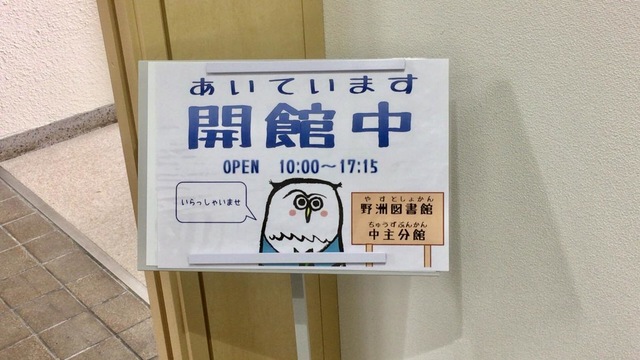 あいています
開館中
OPEN 10:00～17:15
いらっしゃいませ
やすとしょかん
野洲図書館
ちゅうずぶんかん
中主分館